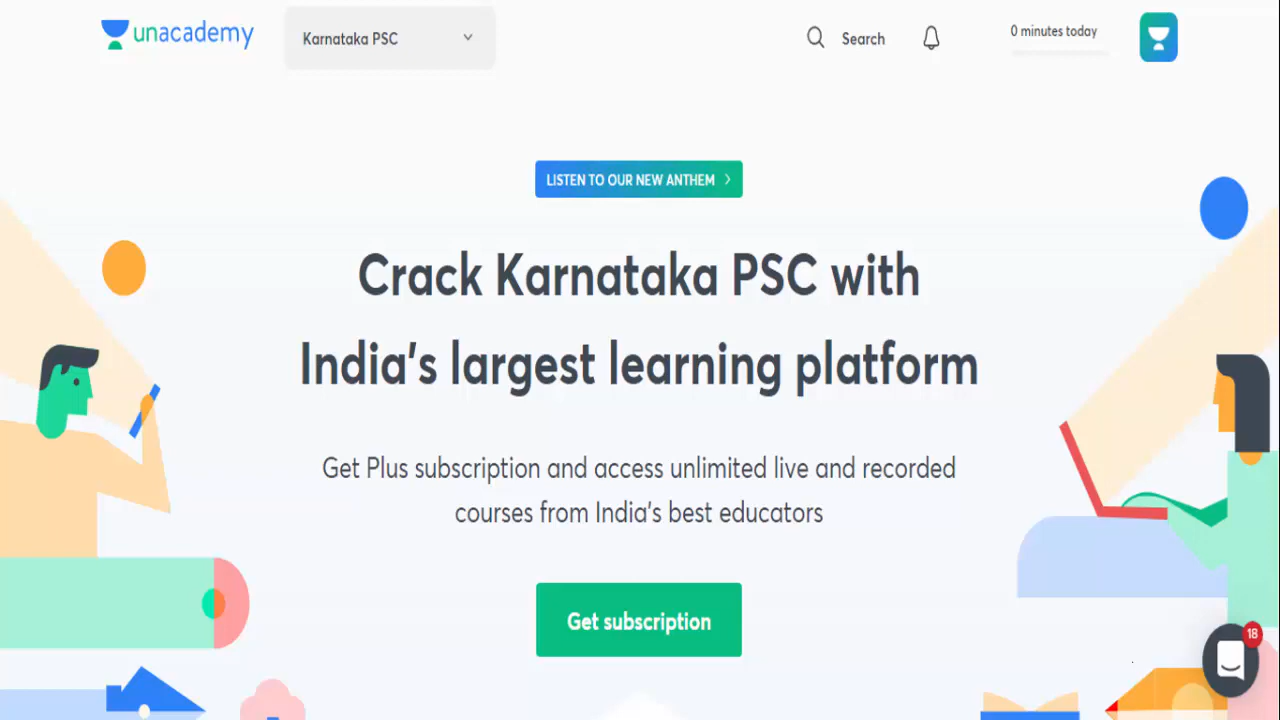 unacademy
Karnataka PSC
Search
0 minutes today
LISTEN TO OUR NEW ANTHEM
Crack Karnataka PSC with
India's largest learning platform
Get Plus subscription and access unlimited live and recorded
courses from India's best educators
Get subscription
18